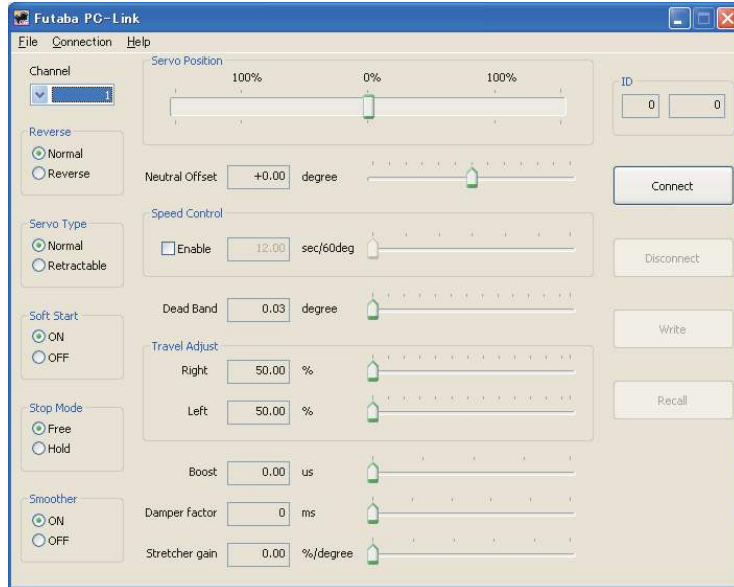 Futaba PC-Link
File Connection Help
Channel
1
Servo Position
100% 0% 100%
ID
0 0
Reverse
Normal
Reverse
Neutral Offset +0.00 degree
Connect
Servo Type
Normal
Retractable
Speed Control
Enable 12.00 sec/60deg
Disconnect
Soft Start
ON
OFF
Dead Band 0.03 degree
Write
Travel Adjust
Right 50.00 %
Left 50.00 %
Recall
Stop Mode
Free
Hold
Boost 0.00 us
Smoother
ON
OFF
Damper factor 0 ms
Stretcher gain 0.00 %/degree